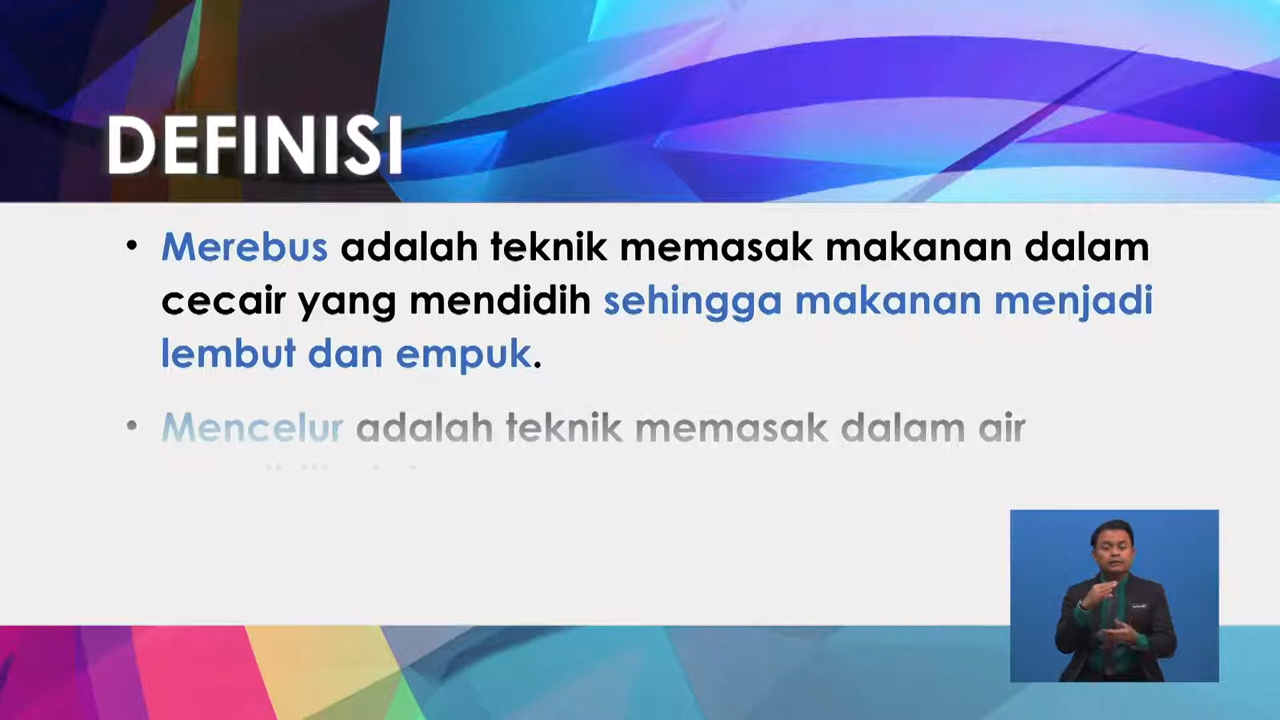 DEFINISI
• Merebus adalah teknik memasak makanan dalam
cecair yang mendidih sehingga makanan menjadi
lembut dan empuk.
• Mencelur adalah teknik memasak dalam air